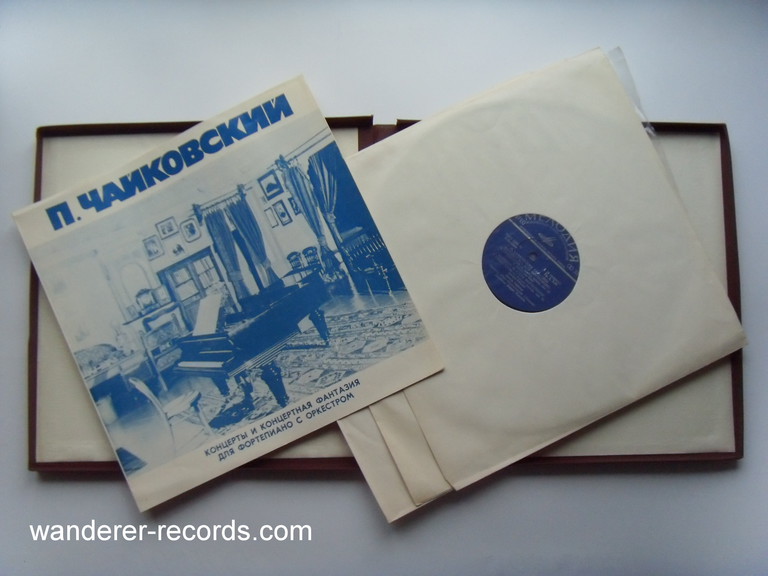 П. ЧАЙКОВСКИЙ
КОНЦЕРТЫ И КОНЦЕРТНАЯ ФАНТАЗИЯ
ДЛЯ ФОРТЕПИАНО С ОРКЕСТРОМ
МЕЛОДИЯ
wanderer-records.com